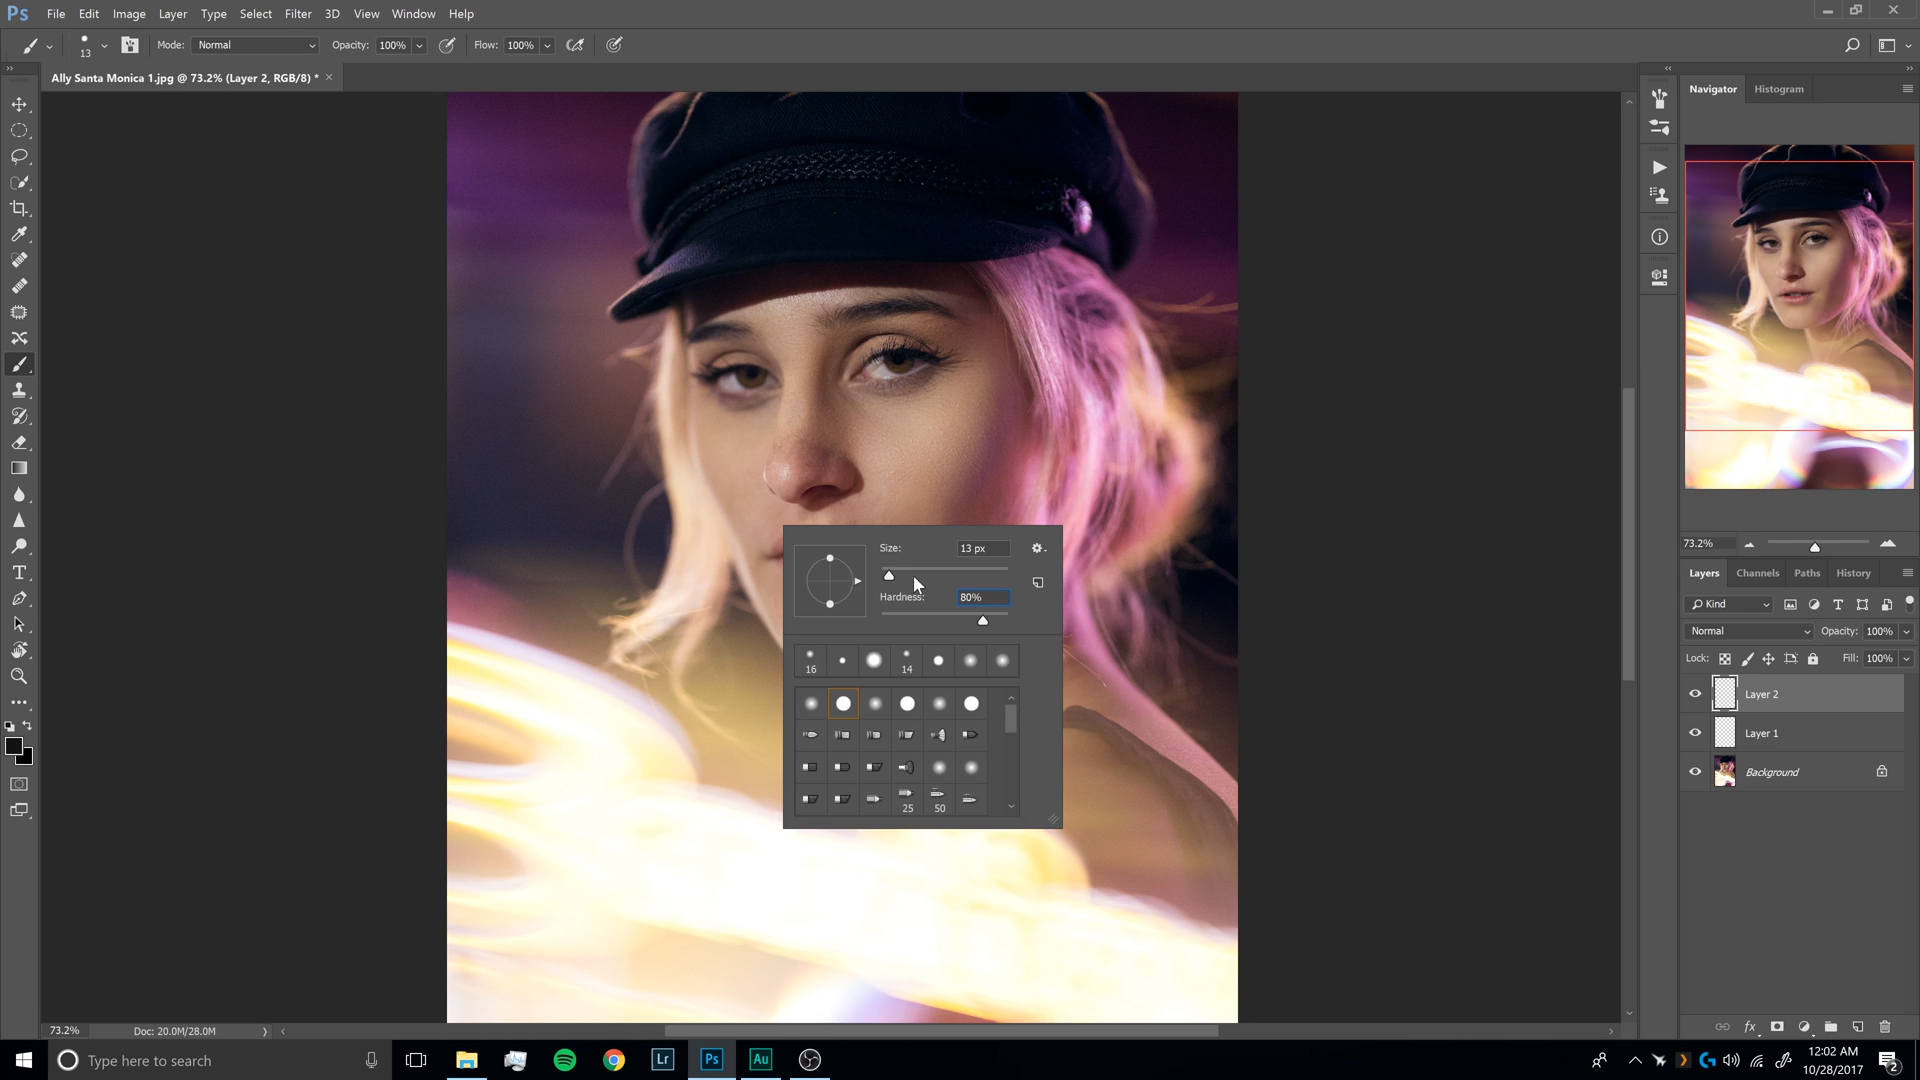 Ps File Edit Image Layer Type Select Filter 3D View Window Help
13 Mode: Normal Opacity: 100% Flow: 100%
Ally Santa Monica 1.jpg @ 73.2% (Layer 2, RGB/8) * ×
Navigator Histogram
73.2%
Layers Channels Paths History
Kind
Normal Opacity: 100%
Lock: Fill: 100%
Layer 2
Layer 1
Background
fx
Size: 13 px
Hardness: 80%
16 14
25 50
73.2% Doc: 20.0M/28.0M
Type here to search
Lr Ps Au
12:02 AM
10/28/2017
2